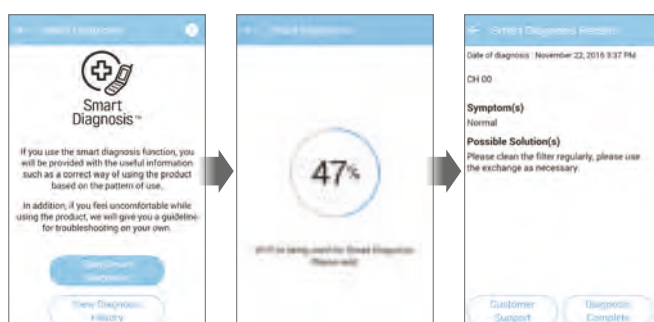 Smart
Diagnosis™
If you use the smart diagnosis function, you
will be provided with the useful information
such as a correct way of using the product
based on the pattern of use.
In addition, if you feel uncomfortable while
using the product, we will give you a guideline
for troubleshooting on your own.
View Diagnosis
History
47%
Smart Diagnosis
Date of diagnosis : November 22, 2016 9:37 PM
CH 00
Symptom(s)
Normal
Possible Solution(s)
Please clean the filter regularly, please use
the exchange as necessary.
Customer
Support
Diagnosis
Complete